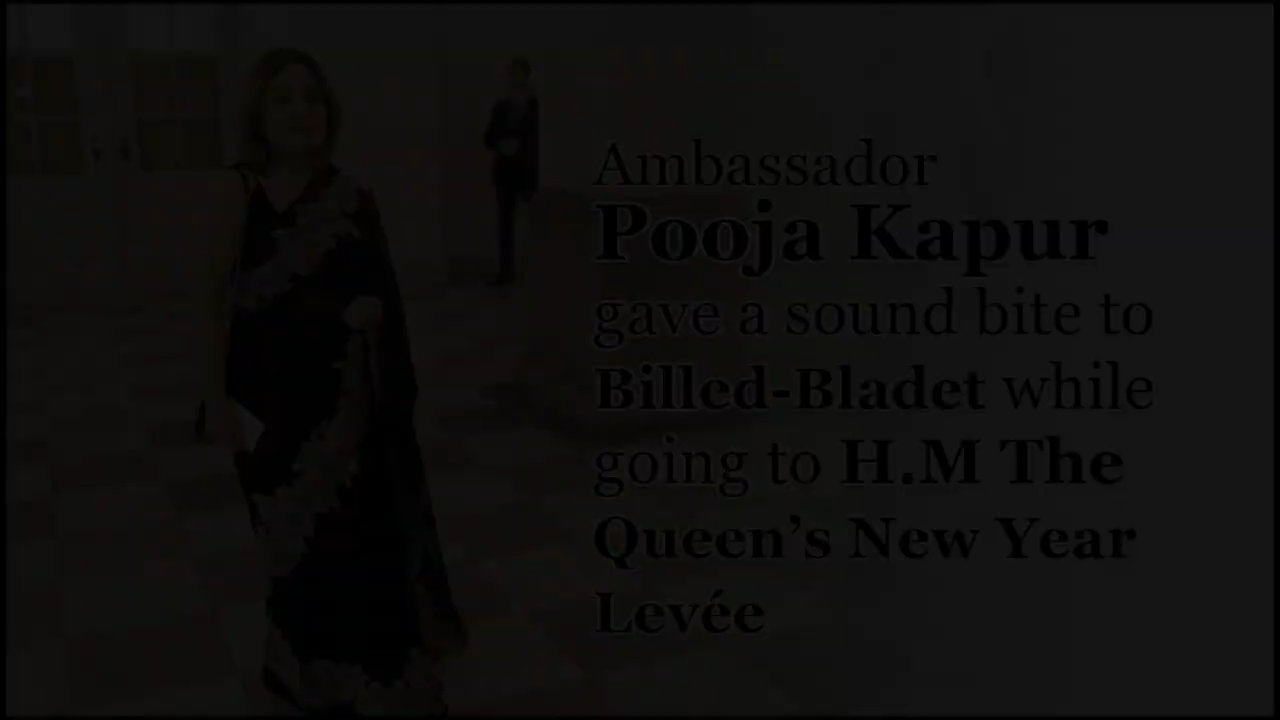 Ambassador
Pooja Kapur
gave a sound bite to
Billed-Bladet while
going to H.M The
Queen’s New Year
Levée